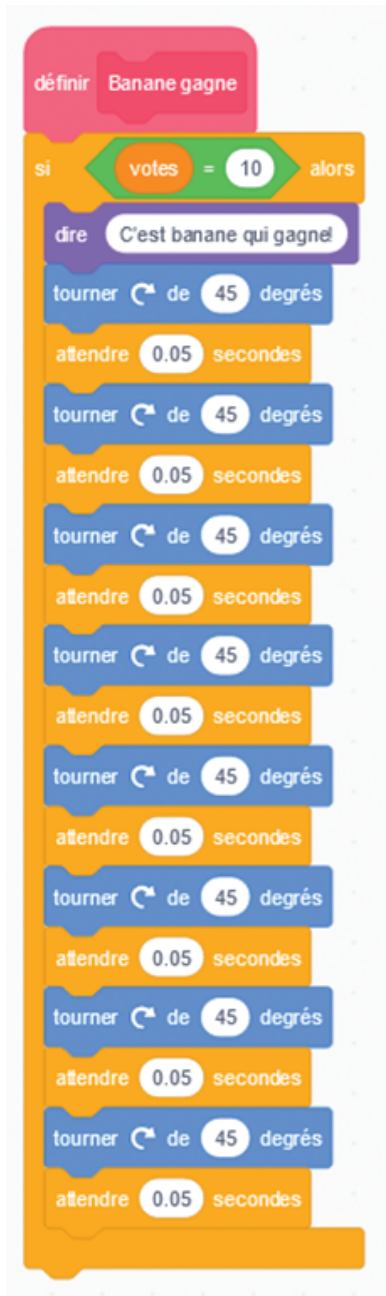 définir Banane gagne
si votes = 10 alors
dire C'est banane qui gagne!
tourner de 45 degrés
attendre 0.05 secondes
tourner de 45 degrés
attendre 0.05 secondes
tourner de 45 degrés
attendre 0.05 secondes
tourner de 45 degrés
attendre 0.05 secondes
tourner de 45 degrés
attendre 0.05 secondes
tourner de 45 degrés
attendre 0.05 secondes
tourner de 45 degrés
attendre 0.05 secondes
tourner de 45 degrés
attendre 0.05 secondes